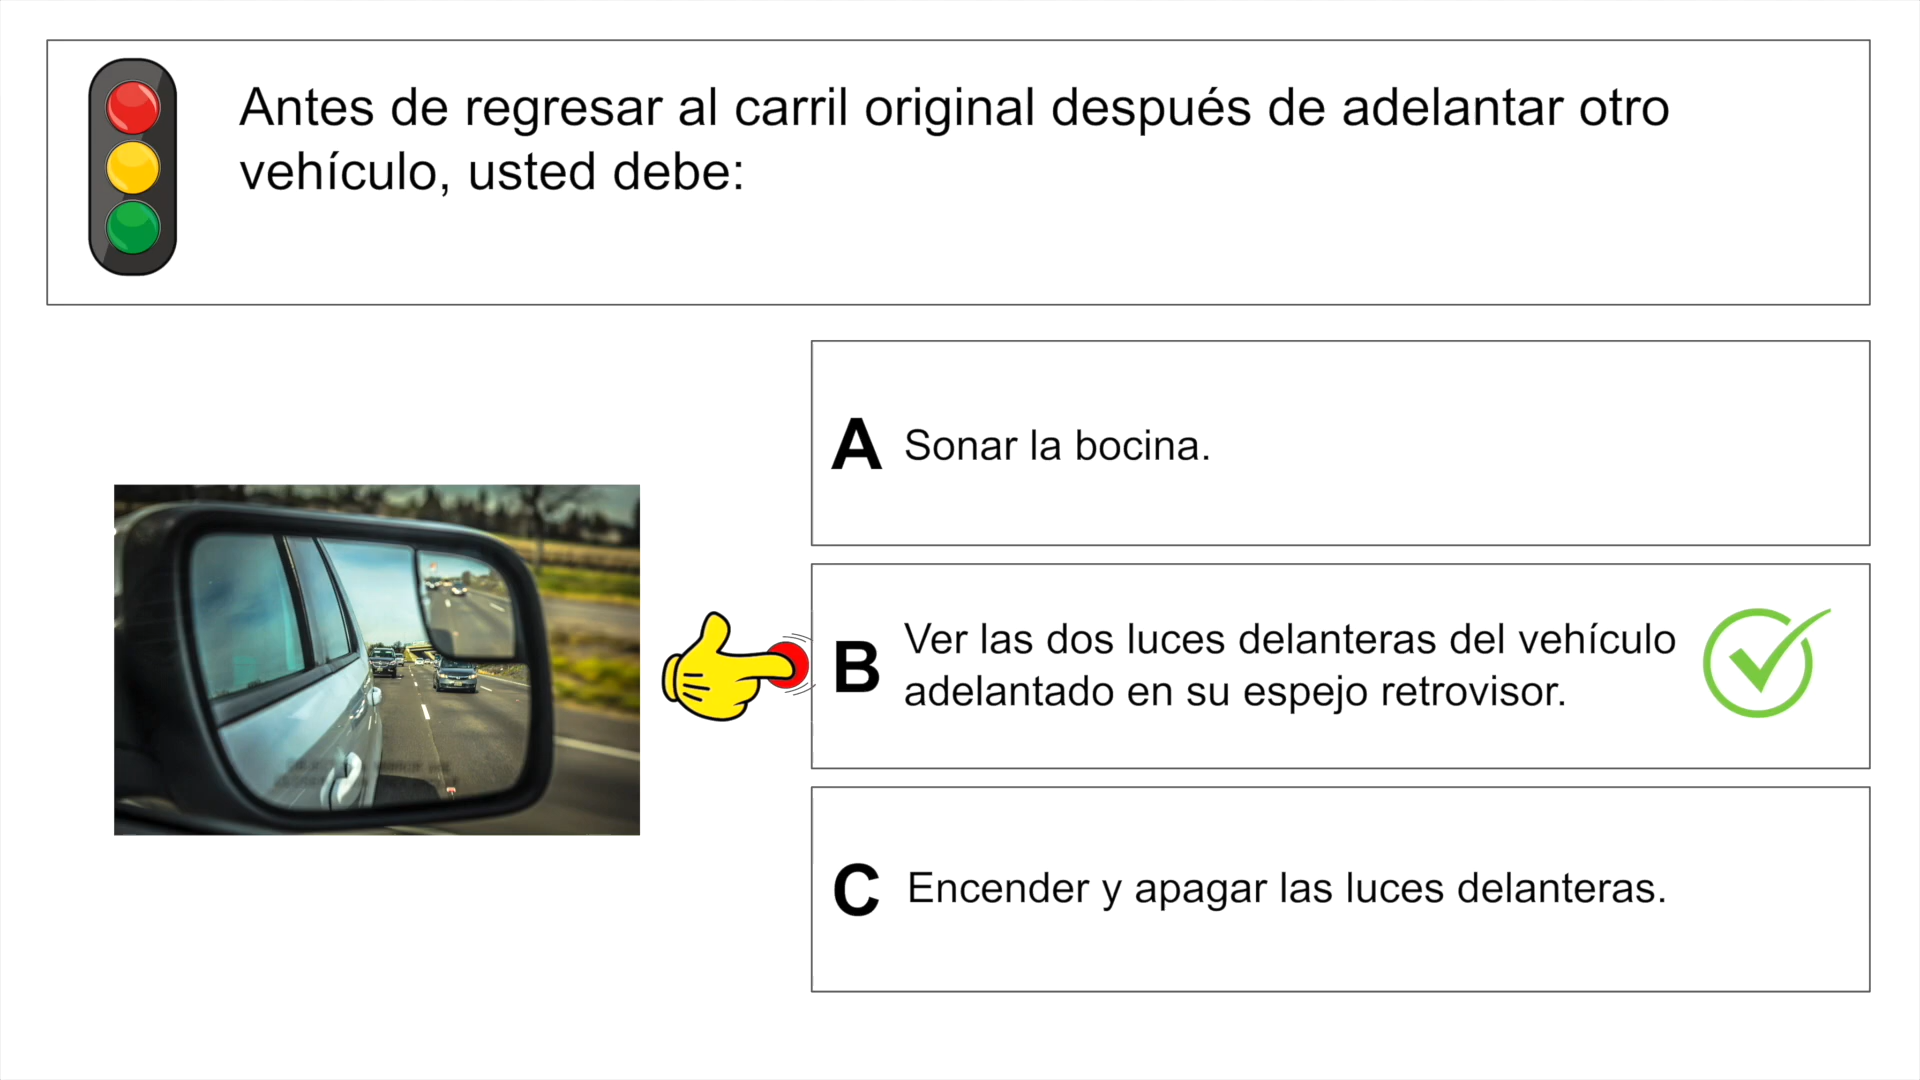 Antes de regresar al carril original después de adelantar otro
vehículo, usted debe:
A Sonar la bocina.
B Ver las dos luces delanteras del vehículo
adelantado en su espejo retrovisor.
C Encender y apagar las luces delanteras.